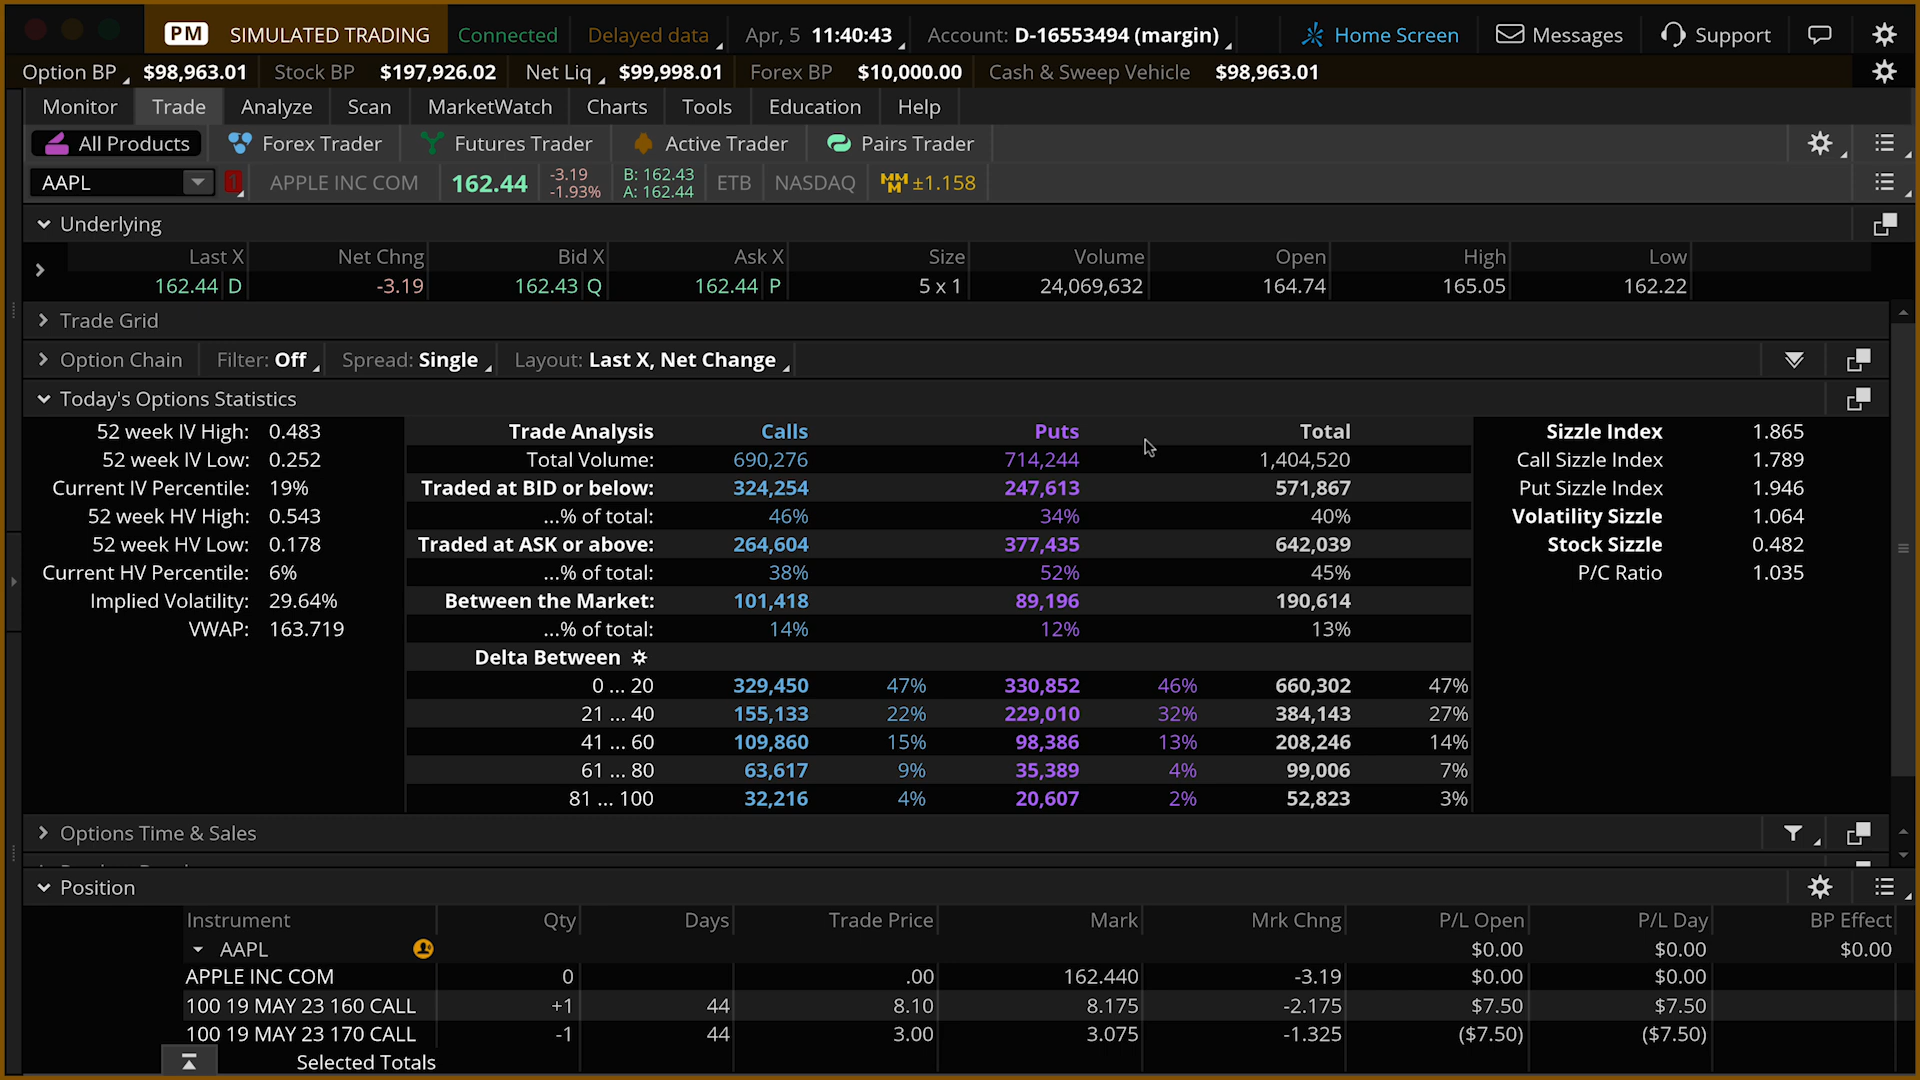 PM SIMULATED TRADING Connected Delayed data Apr, 5 11:40:43 Account: D-16553494 (margin) Home Screen Messages Support
Option BP $98,963.01 Stock BP $197,926.02 Net Liq $99,998.01 Forex BP $10,000.00 Cash & Sweep Vehicle $98,963.01
Monitor Trade Analyze Scan MarketWatch Charts Tools Education Help
All Products Forex Trader Futures Trader Active Trader Pairs Trader
AAPL 1 APPLE INC COM 162.44 -3.19 -1.93% B: 162.43 A: 162.44 ETB NASDAQ MMM ±1.158
Underlying
Last X Net Chng Bid X Ask X Size Volume Open High Low
162.44 D -3.19 162.43 Q 162.44 P 5 x 1 24,069,632 164.74 165.05 162.22
Trade Grid
Option Chain Filter: Off Spread: Single Layout: Last X, Net Change
Today's Options Statistics
52 week IV High: 0.483 Trade Analysis Calls Puts Total Sizzle Index 1.865
52 week IV Low: 0.252 Total Volume: 690,276 714,244 1,404,520 Call Sizzle Index 1.789
Current IV Percentile: 19% Traded at BID or below: 324,254 247,613 571,867 Put Sizzle Index 1.946
52 week HV High: 0.543 ...% of total: 46% 34% 40% Volatility Sizzle 1.064
52 week HV Low: 0.178 Traded at ASK or above: 264,604 377,435 642,039 Stock Sizzle 0.482
Current HV Percentile: 6% ...% of total: 38% 52% 45% P/C Ratio 1.035
Implied Volatility: 29.64% Between the Market: 101,418 89,196 190,614
VWAP: 163.719 ...% of total: 14% 12% 13%
Delta Between
0 ... 20 329,450 47% 330,852 46% 660,302 47%
21 ... 40 155,133 22% 229,010 32% 384,143 27%
41 ... 60 109,860 15% 98,386 13% 208,246 14%
61 ... 80 63,617 9% 35,389 4% 99,006 7%
81 ... 100 32,216 4% 20,607 2% 52,823 3%
Options Time & Sales
Position
Instrument Qty Days Trade Price Mark Mrk Chng P/L Open P/L Day BP Effect
AAPL $0.00 $0.00 $0.00
APPLE INC COM 0 .00 162.440 -3.19 $0.00 $0.00
100 19 MAY 23 160 CALL +1 44 8.10 8.175 -2.175 $7.50 $7.50
100 19 MAY 23 170 CALL -1 44 3.00 3.075 -1.325 ($7.50) ($7.50)
Selected Totals